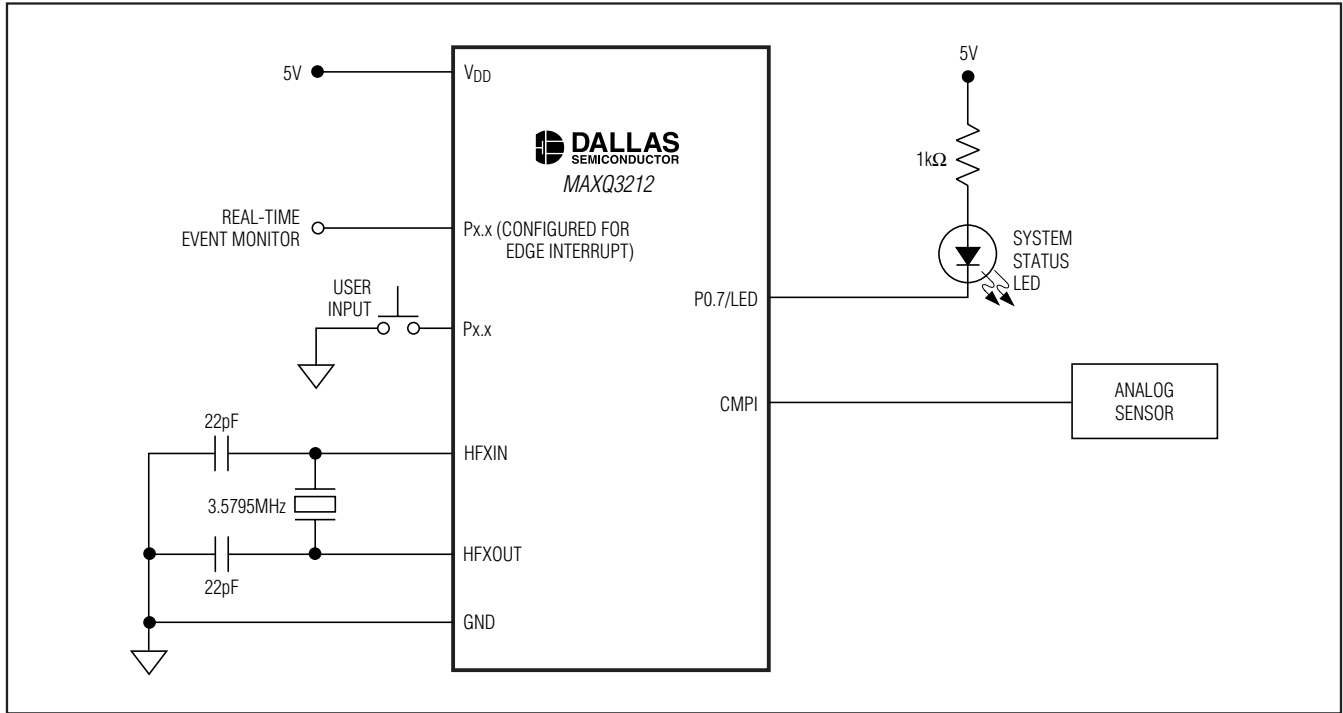 5V
V_DD
DALLAS
SEMICONDUCTOR
MAXQ3212
REAL-TIME
EVENT MONITOR
Px.x (CONFIGURED FOR
EDGE INTERRUPT)
USER
INPUT
Px.x
22pF
HFXIN
3.5795MHz
HFXOUT
22pF
GND
5V
1kΩ
SYSTEM
STATUS
LED
P0.7/LED
CMPI
ANALOG
SENSOR